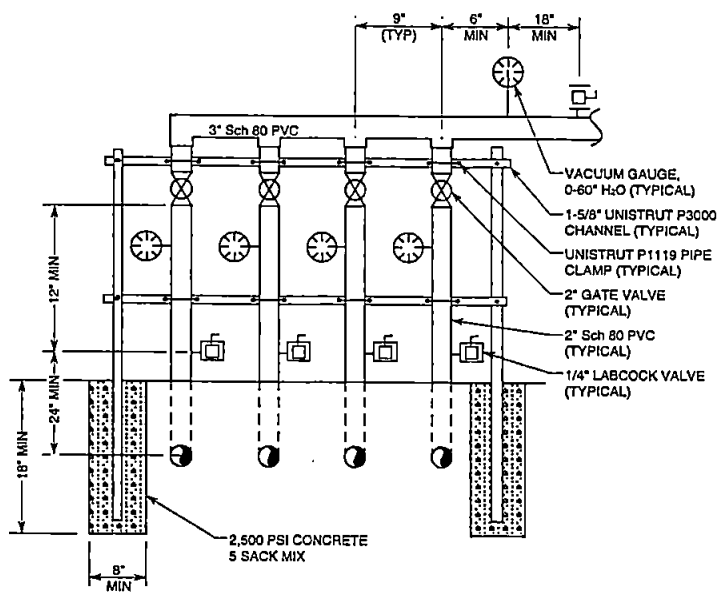 9"
(TYP)
6"
MIN
18"
MIN
3" Sch 80 PVC
VACUUM GAUGE,
0-60" H₂O (TYPICAL)
1-5/8" UNISTRUT P3000
CHANNEL (TYPICAL)
UNISTRUT P1119 PIPE
CLAMP (TYPICAL)
2" GATE VALVE
(TYPICAL)
2" Sch 80 PVC
(TYPICAL)
1/4" LABCOCK VALVE
(TYPICAL)
12" MIN
24" MIN
18" MIN
2,500 PSI CONCRETE
5 SACK MIX
8"
MIN